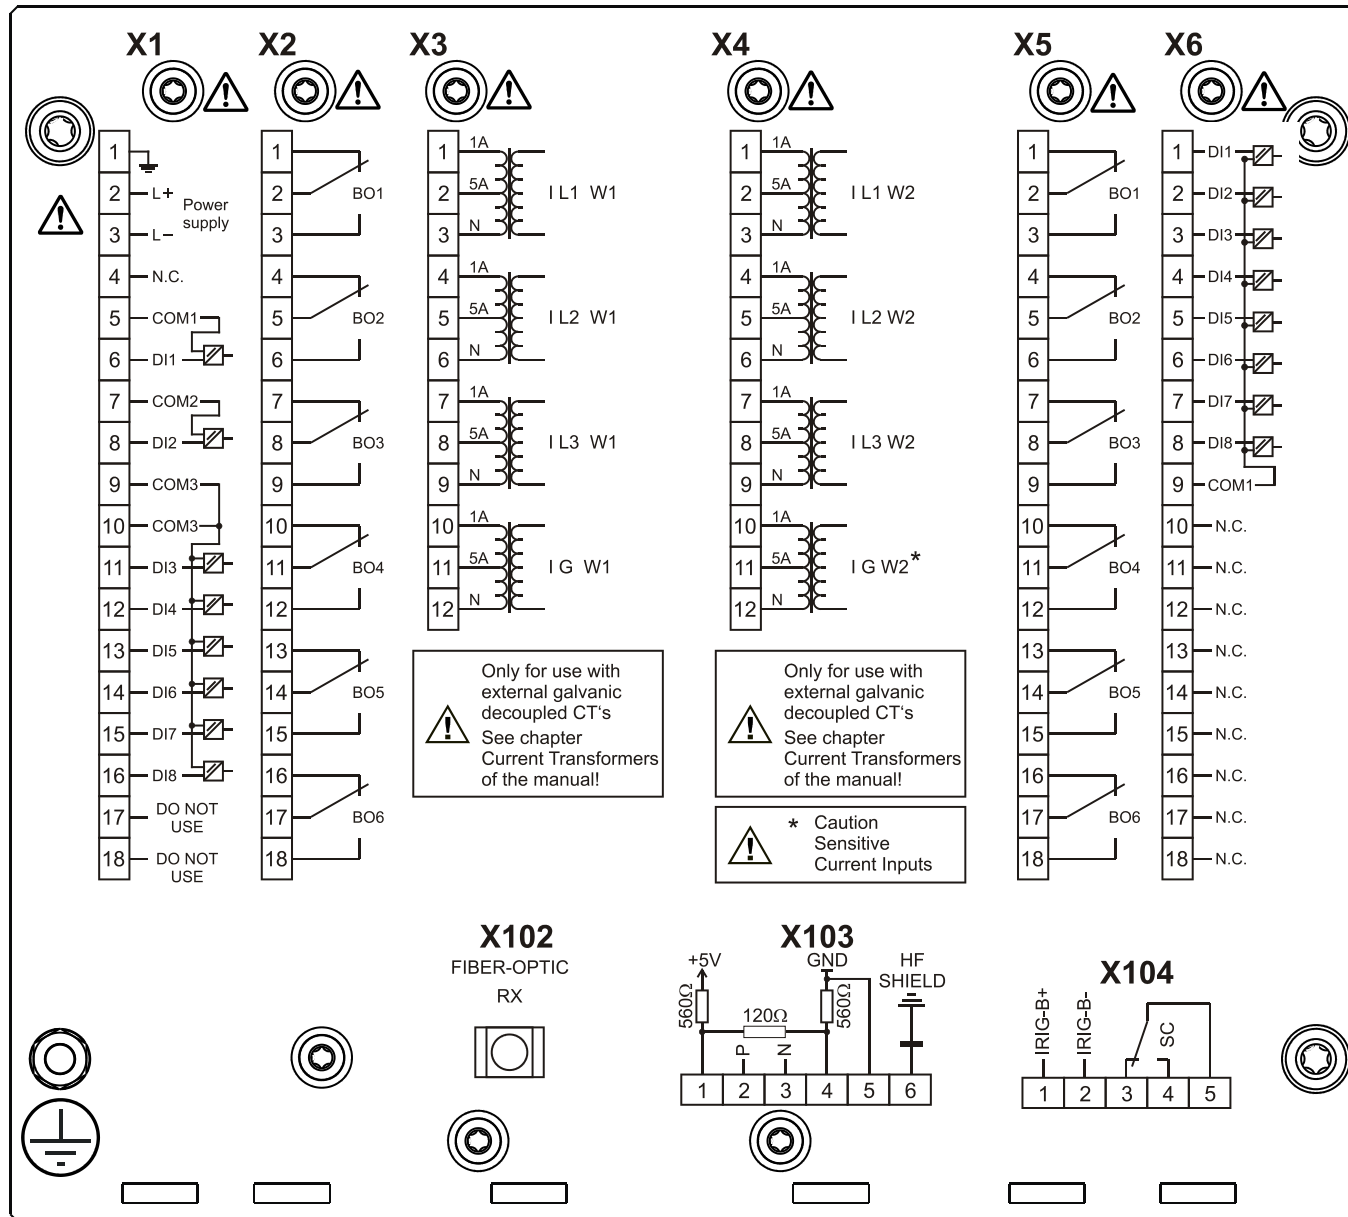 X1
X2
X3
X4
X5
X6
1
2 L+
3 L–
Power
supply
4 N.C.
5 COM1
6 DI1
7 COM2
8 DI2
9 COM3
10 COM3
11 DI3
12 DI4
13 DI5
14 DI6
15 DI7
16 DI8
17 DO NOT
USE
18 DO NOT
USE
1
2 BO1
3
4
5 BO2
6
7
8 BO3
9
10
11 BO4
12
13
14 BO5
15
16
17 BO6
18
1 1A
2 5A I L1 W1
3 N
4 1A
5 5A I L2 W1
6 N
7 1A
8 5A I L3 W1
9 N
10 1A
11 5A I G W1
12 N
Only for use with
external galvanic
decoupled CT‘s
See chapter
Current Transformers
of the manual!
1 1A
2 5A I L1 W2
3 N
4 1A
5 5A I L2 W2
6 N
7 1A
8 5A I L3 W2
9 N
10 1A
11 5A I G W2*
12 N
Only for use with
external galvanic
decoupled CT‘s
See chapter
Current Transformers
of the manual!
* Caution
Sensitive
Current Inputs
1
2 BO1
3
4
5 BO2
6
7
8 BO3
9
10
11 BO4
12
13
14 BO5
15
16
17 BO6
18
1 DI1
2 DI2
3 DI3
4 DI4
5 DI5
6 DI6
7 DI7
8 DI8
9 COM1
10 N.C.
11 N.C.
12 N.C.
13 N.C.
14 N.C.
15 N.C.
16 N.C.
17 N.C.
18 N.C.
X102
FIBER-OPTIC
RX
X103
+5V GND HF
SHIELD
560Ω 120Ω 560Ω
P N
1 2 3 4 5 6
X104
IRIG-B+ IRIG-B- SC
1 2 3 4 5